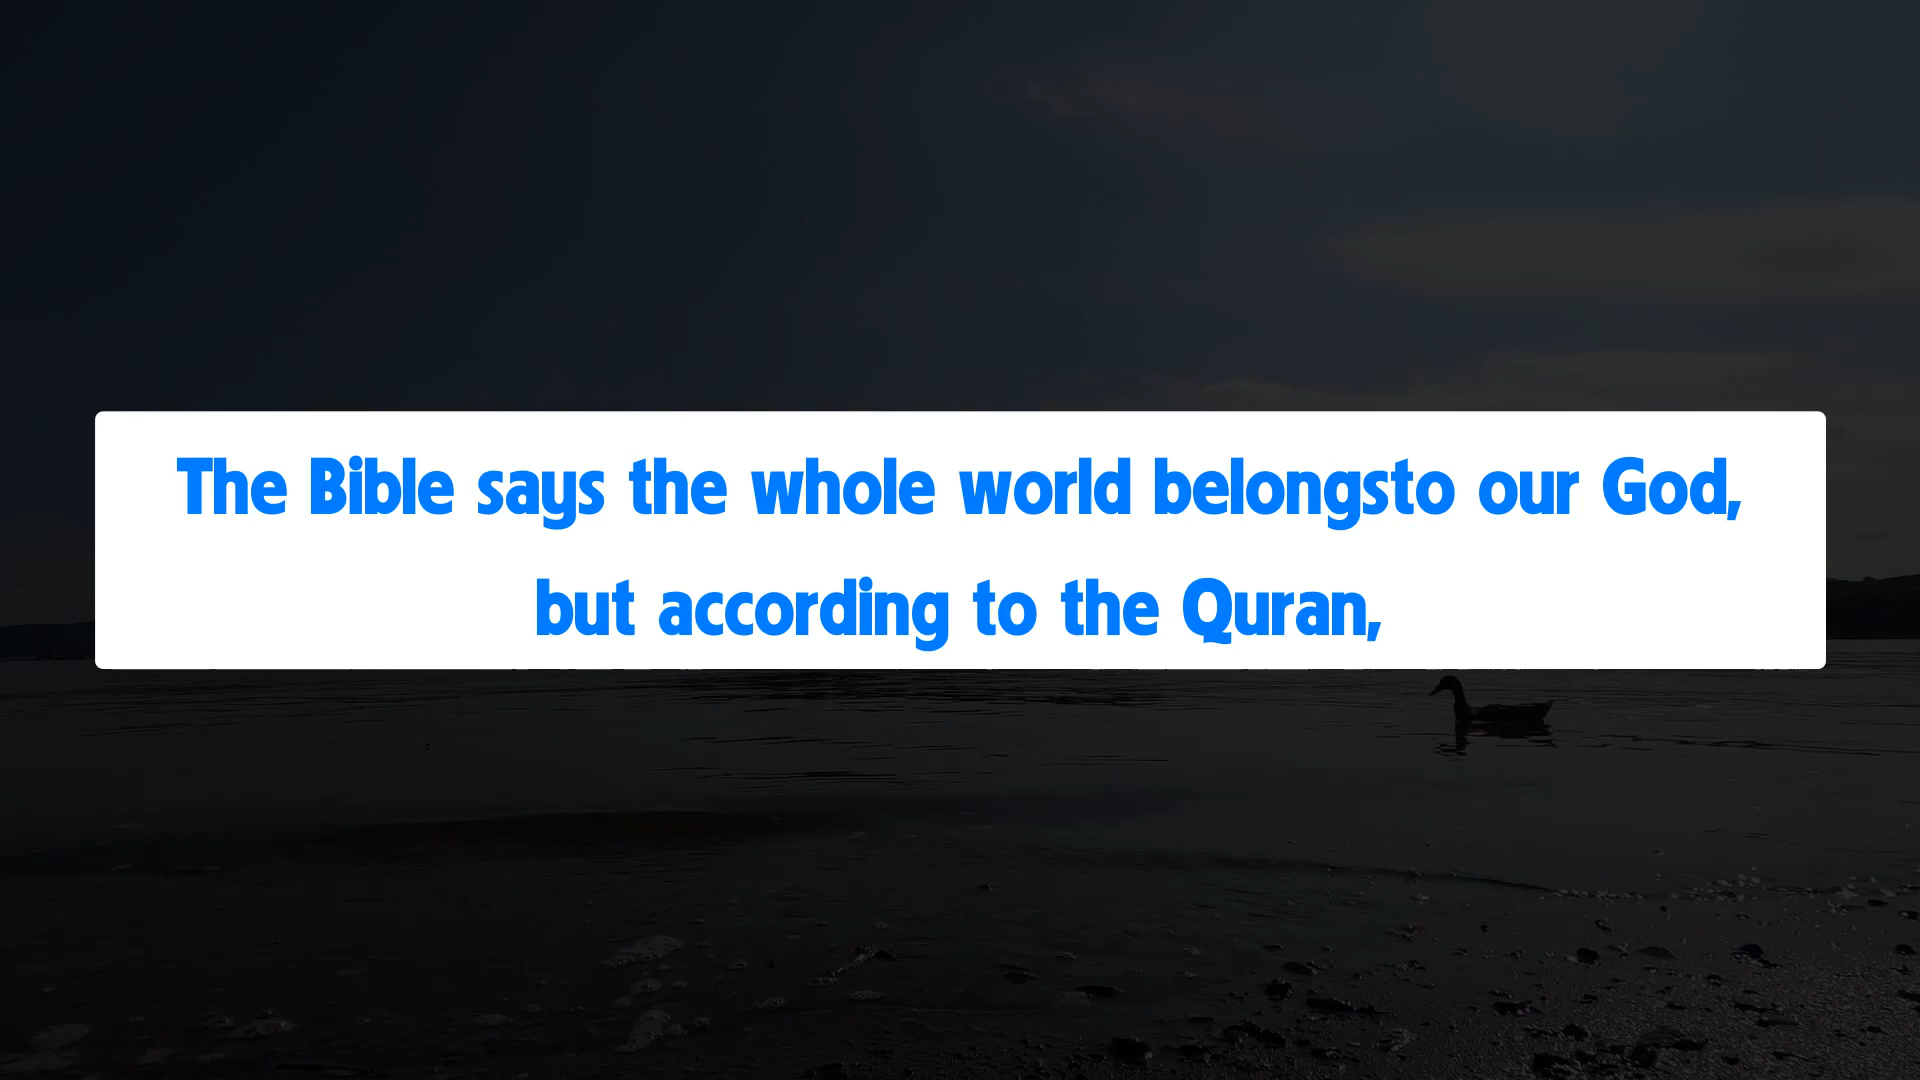 The Bible says the whole world belongsto our God,
but according to the Quran,